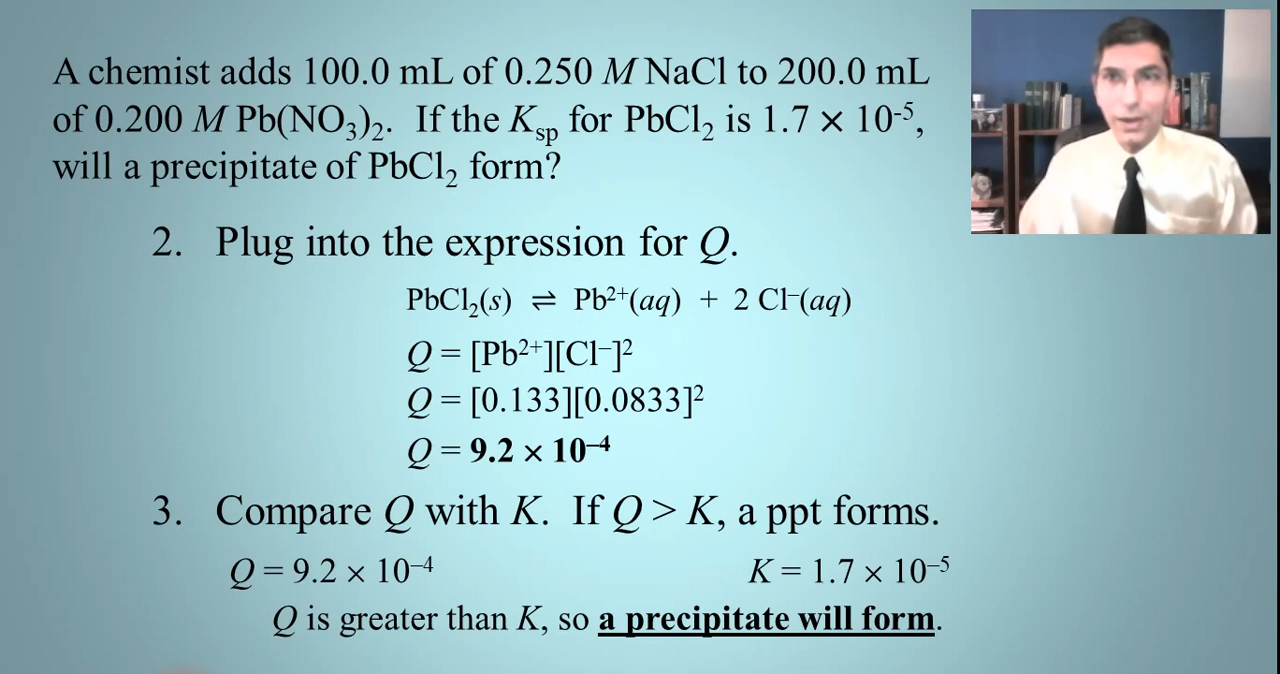 A chemist adds 100.0 mL of 0.250 M NaCl to 200.0 mL
of 0.200 M Pb(NO₃)₂. If the Kₛₚ for PbCl₂ is 1.7 × 10⁻⁵,
will a precipitate of PbCl₂ form?
2. Plug into the expression for Q.
PbCl₂(s) ⇌ Pb²⁺(aq) + 2 Cl⁻(aq)
Q = [Pb²⁺][Cl⁻]²
Q = [0.133][0.0833]²
Q = 9.2 × 10⁻⁴
3. Compare Q with K. If Q > K, a ppt forms.
Q = 9.2 × 10⁻⁴ K = 1.7 × 10⁻⁵
Q is greater than K, so a precipitate will form.